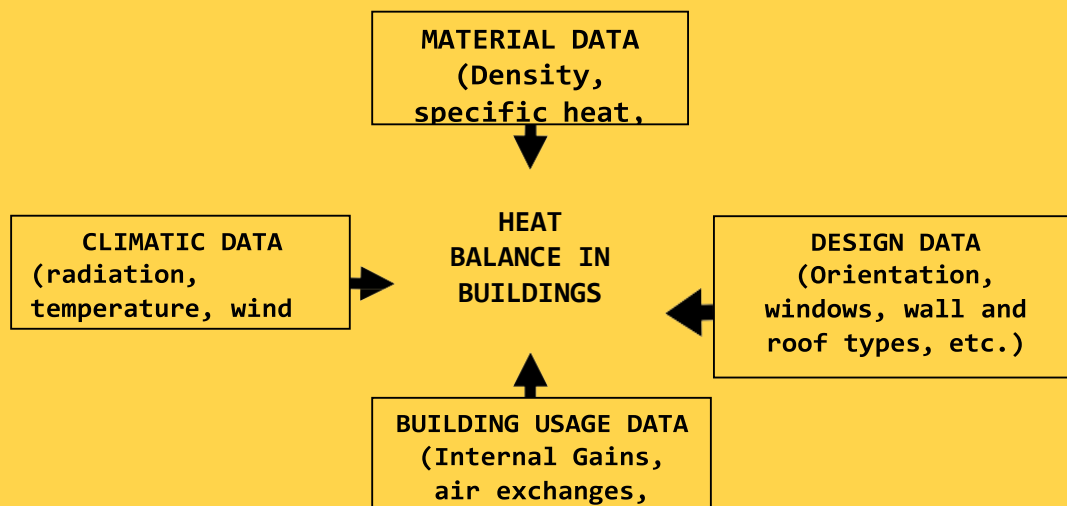 MATERIAL DATA
(Density,
specific heat,
CLIMATIC DATA
(radiation,
temperature, wind
HEAT
BALANCE IN
BUILDINGS
DESIGN DATA
(Orientation,
windows, wall and
roof types, etc.)
BUILDING USAGE DATA
(Internal Gains,
air exchanges,